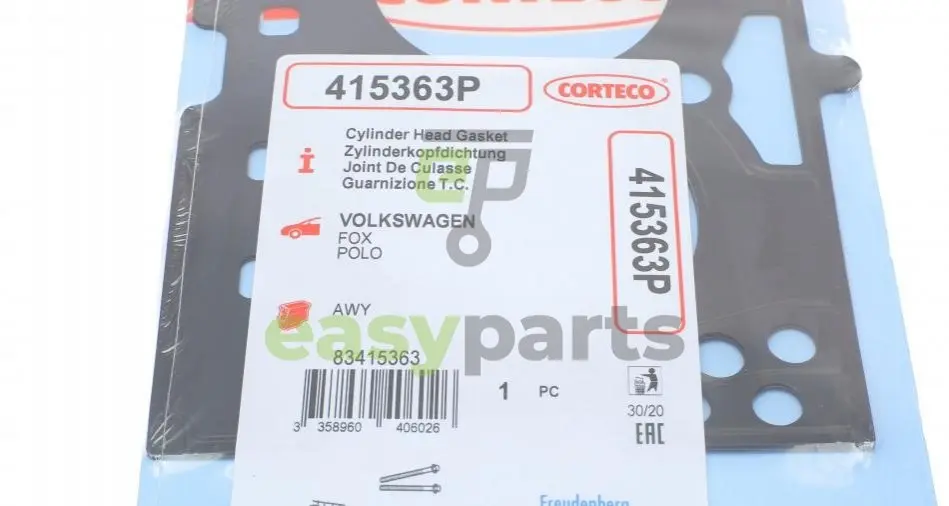 CORTECO
415363P
CORTECO
Cylinder Head Gasket
Zylinderkopfdichtung
Joint De Culasse
Guarnizione T.C.
VOLKSWAGEN
FOX
POLO
415363P
AWY
easyparts
83415363
3 358960 406026
1 PC
30/20
EAC
Freudenberg